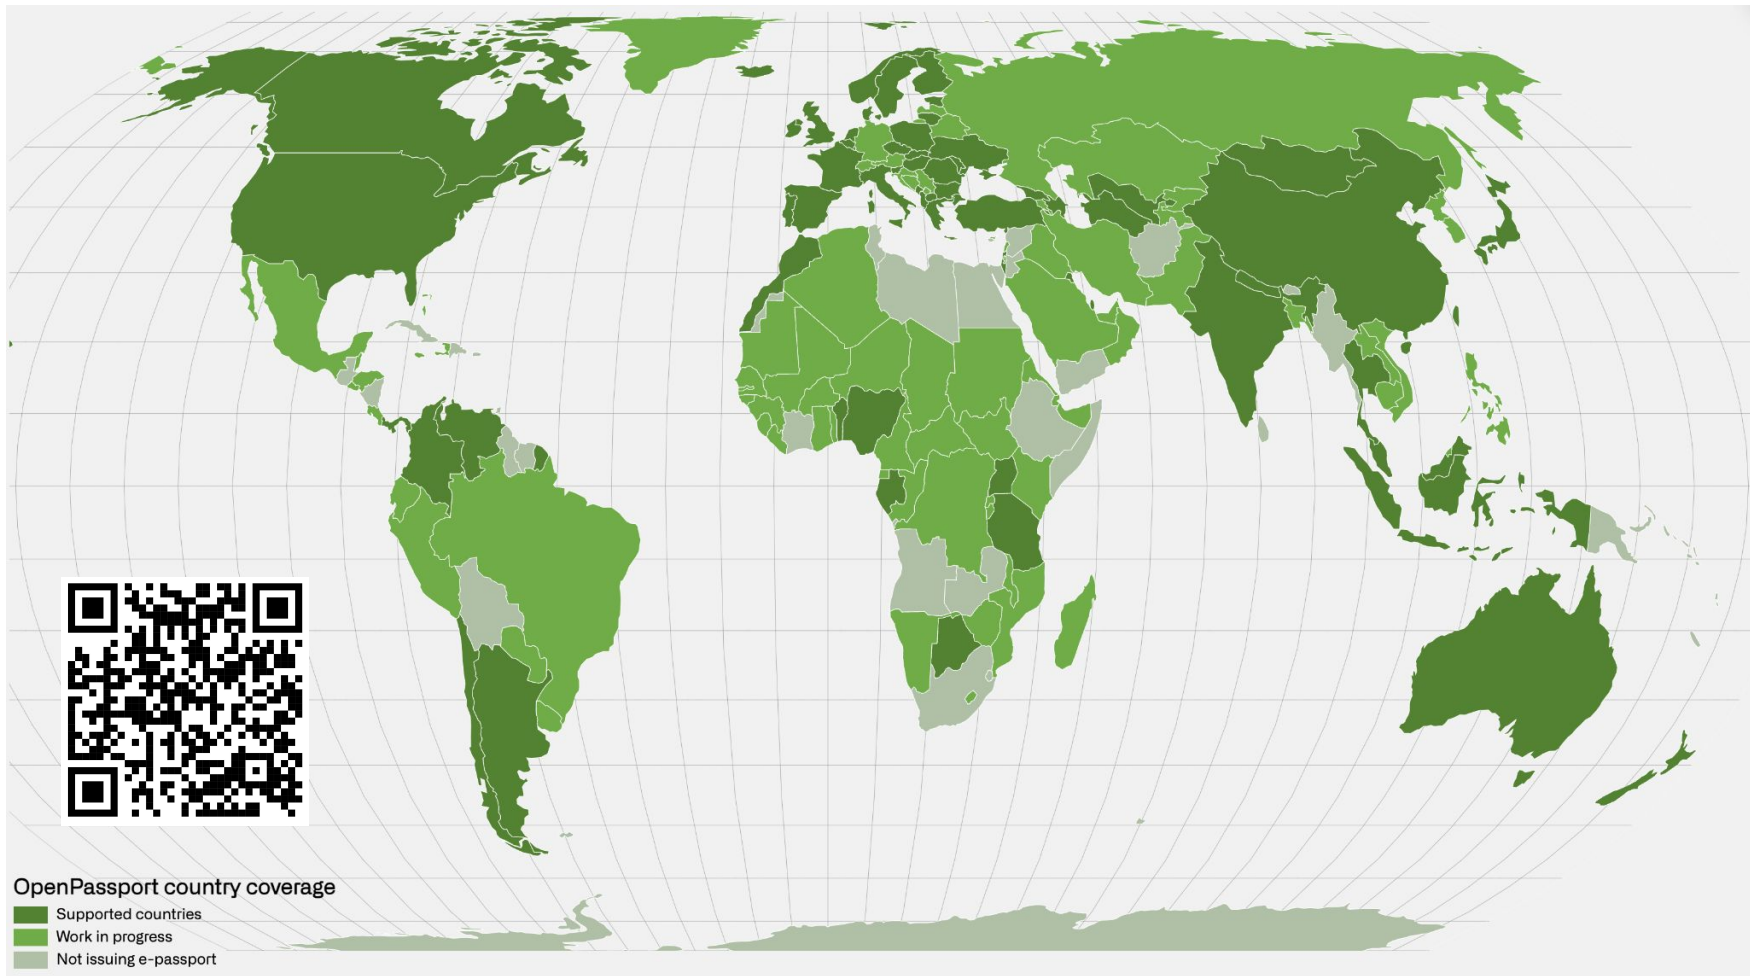 OpenPassport country coverage
Supported countries
Work in progress
Not issuing e-passport